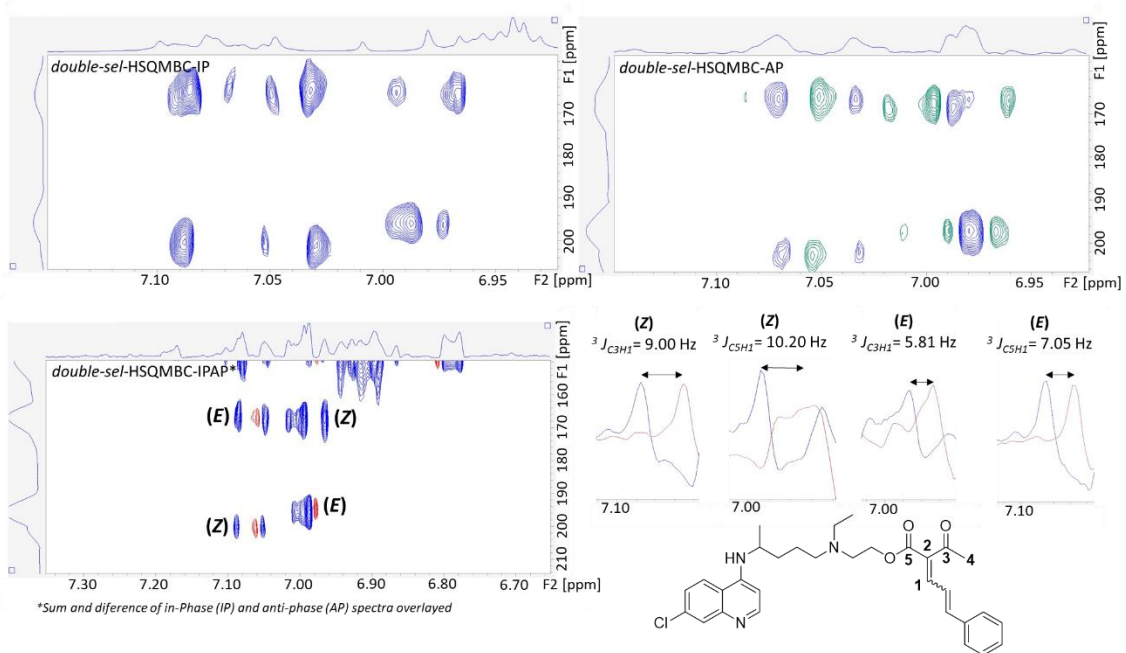 double-sel-HSQMBC-IP
F1 [ppm]
170
180
190
200
7.10
7.05
7.00
6.95
F2 [ppm]
double-sel-HSQMBC-AP
F1 [ppm]
170
180
190
200
7.10
7.05
7.00
6.95
F2 [ppm]
double-sel-HSQMBC-IPAP*
(E)
(Z)
(Z)
(E)
F1 [ppm]
160
170
180
190
200
210
7.30
7.20
7.10
7.00
6.90
6.80
6.70
F2 [ppm]
*Sum and diference of in-Phase (IP) and anti-phase (AP) spectra overlayed
(Z)
3 J C3H1= 9.00 Hz
7.10
(Z)
3 J C5H1= 10.20 Hz
7.00
(E)
3 J C3H1= 5.81 Hz
7.00
(E)
3 J C5H1= 7.05 Hz
7.10
O O
5 2 3 4
1
N
O
HN
Cl
N